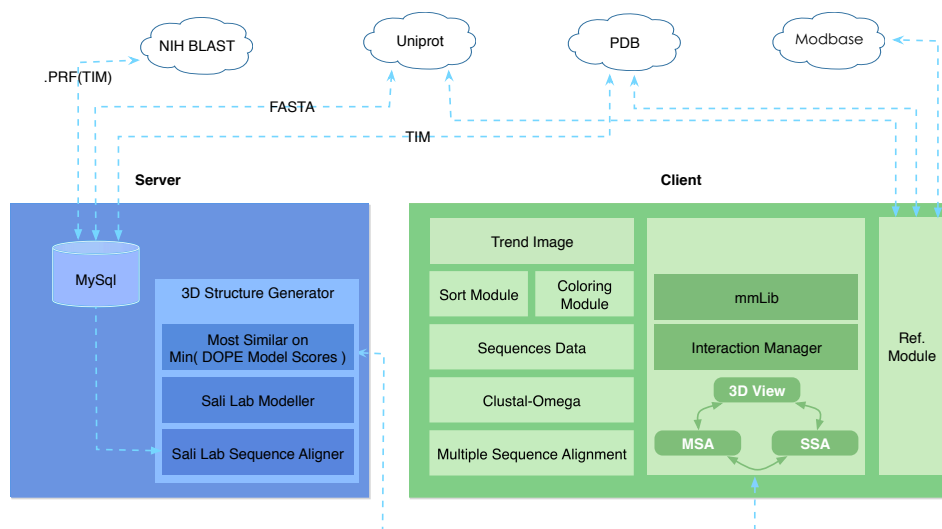 NIH BLAST
Uniprot
PDB
Modbase
.PRF(TIM)
FASTA
TIM
Server
Client
MySql
3D Structure Generator
Most Similar on
Min( DOPE Model Scores )
Sali Lab Modeller
Sali Lab Sequence Aligner
Trend Image
Sort Module
Coloring
Module
Sequences Data
Clustal-Omega
Multiple Sequence Alignment
mmLib
Interaction Manager
3D View
MSA
SSA
Ref.
Module